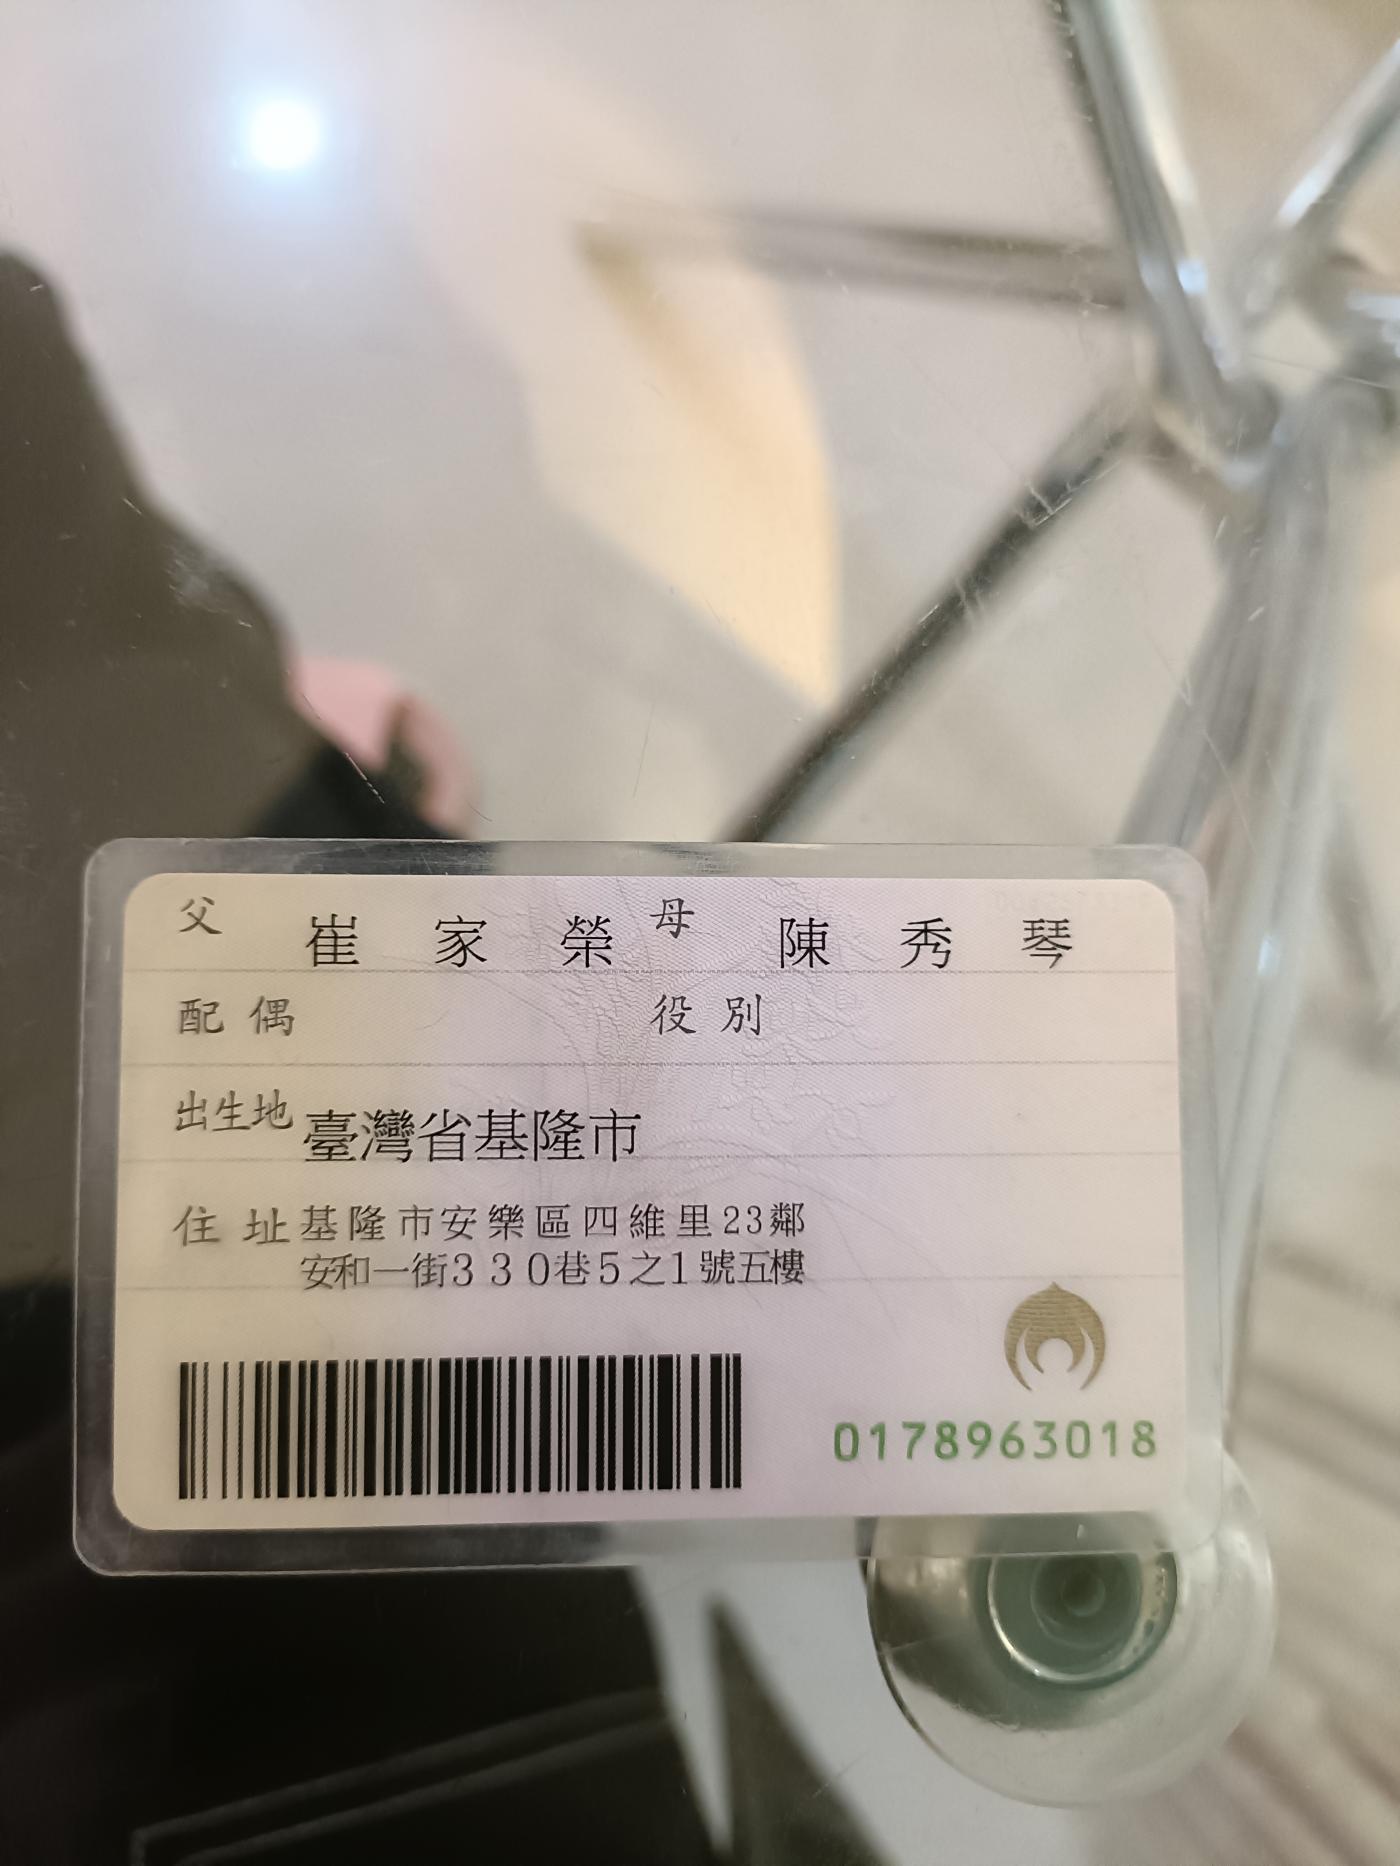 父 崔家榮 母 陳秀琴
配偶 役別
出生地 臺灣省基隆市
住址 基隆市安樂區四維里23鄰
安和一街330巷5之1號五樓
0178963018